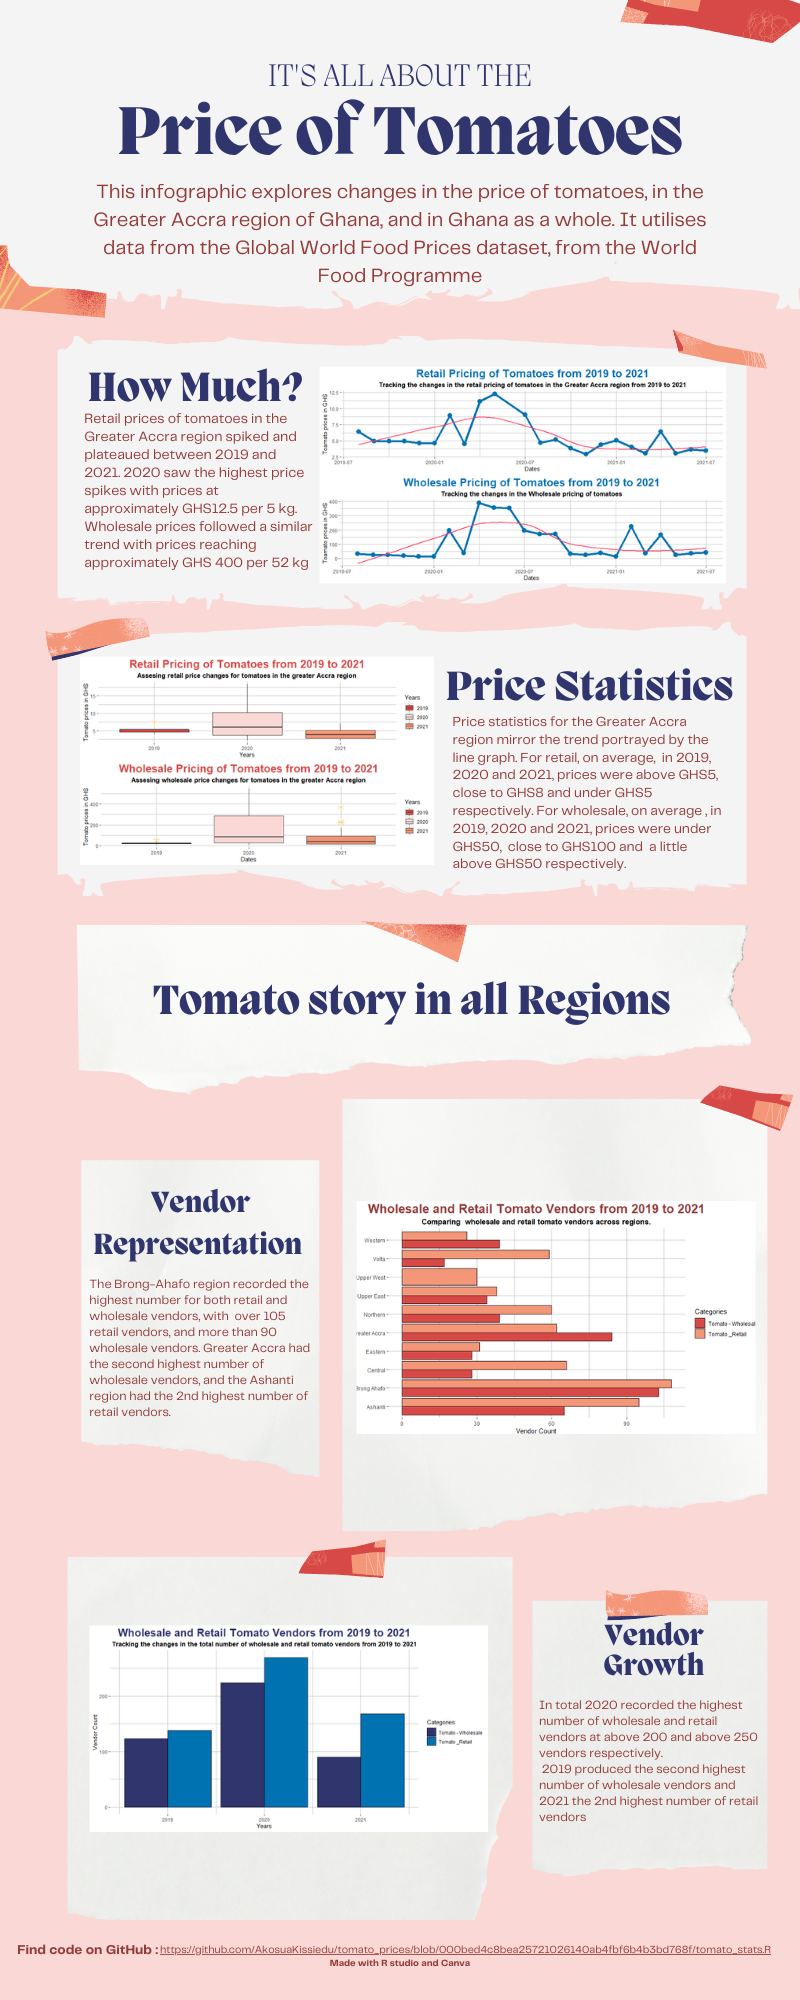 IT'S ALL ABOUT THE
Price of Tomatoes
This infographic explores changes in the price of tomatoes, in the
Greater Accra region of Ghana, and in Ghana as a whole. It utilises
data from the Global World Food Prices dataset, from the World
Food Programme
How Much?
Retail prices of tomatoes in the
Greater Accra region spiked and
plateaued between 2019 and
2021. 2020 saw the highest price
spikes with prices at
approximately GHS12.5 per 5 kg.
Wholesale prices followed a similar
trend with prices reaching
approximately GHS 400 per 52 kg
Retail Pricing of Tomatoes from 2019 to 2021
Tracking the changes in the retail pricing of tomatoes in the Greater Accra region from 2019 to 2021
Toamato prices in GHS
12.5
10.0
7.5
5.0
2.5
2019-07
2020-01
2020-07
2021-01
2021-07
Dates
Wholesale Pricing of Tomatoes from 2019 to 2021
Tracking the changes in the Wholesale pricing of tomatoes
Toamato prices in GHS
400
300
200
100
0
2019-07
2020-01
2020-07
2021-01
2021-07
Dates
Retail Pricing of Tomatoes from 2019 to 2021
Assesing retail price changes for tomatoes in the greater Accra region
Tomato prices in GHS
15
10
5
2019
2020
2021
Years
Years
2019
2020
2021
Wholesale Pricing of Tomatoes from 2019 to 2021
Assesing wholesale price changes for tomatoes in the greater Accra region
Tomato prices in GHS
400
200
0
2019
2020
2021
Dates
Years
2019
2020
2021
Price Statistics
Price statistics for the Greater Accra
region mirror the trend portrayed by the
line graph. For retail, on average, in 2019,
2020 and 2021, prices were above GHS5,
close to GHS8 and under GHS5
respectively. For wholesale, on average , in
2019, 2020 and 2021, prices were under
GHS50, close to GHS100 and a little
above GHS50 respectively.
Tomato story in all Regions
Vendor
Representation
The Brong-Ahafo region recorded the
highest number for both retail and
wholesale vendors, with over 105
retail vendors, and more than 90
wholesale vendors. Greater Accra had
the second highest number of
wholesale vendors, and the Ashanti
region had the 2nd highest number of
retail vendors.
Wholesale and Retail Tomato Vendors from 2019 to 2021
Comparing wholesale and retail tomato vendors across regions.
Western
Volta
Upper West
Upper East
Northern
reater Accra
Eastern
Central
Brong Ahafo
Ashanti
0
30
60
90
Vendor Count
Categories
Tomato - Wholesal
Tomato _Retail
Wholesale and Retail Tomato Vendors from 2019 to 2021
Tracking the changes in the total number of wholesale and retail tomato vendors from 2019 to 2021
Vendor Count
200
100
0
2019
2020
2021
Years
Categories
Tomato - Wholesale
Tomato _Retail
Vendor
Growth
In total 2020 recorded the highest
number of wholesale and retail
vendors at above 200 and above 250
vendors respectively.
2019 produced the second highest
number of wholesale vendors and
2021 the 2nd highest number of retail
vendors
Find code on GitHub : https://github.com/AkosuaKissiedu/tomato_prices/blob/000bed4c8bea25721026140ab4fbf6b4b3bd768f/tomato_stats.R
Made with R studio and Canva